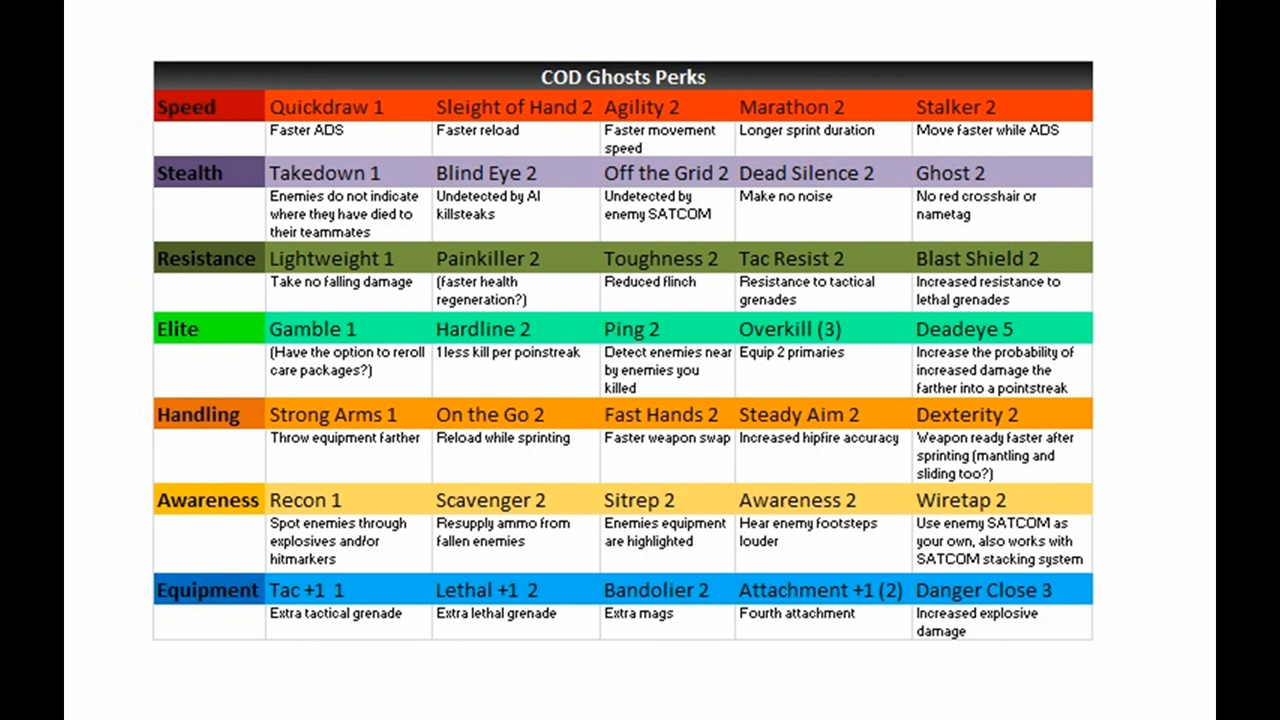 COD Ghosts Perks
Speed Quickdraw 1 Sleight of Hand 2 Agility 2 Marathon 2 Stalker 2
Faster ADS Faster reload Faster movement speed Longer sprint duration Move faster while ADS
Stealth Takedown 1 Blind Eye 2 Off the Grid 2 Dead Silence 2 Ghost 2
Enemies do not indicate where they have died to their teammates Undetected by AI killsteaks Undetected by enemy SATCOM Make no noise No red crosshair or nametag
Resistance Lightweight 1 Painkiller 2 Toughness 2 Tac Resist 2 Blast Shield 2
Take no falling damage (faster health regeneration?) Reduced flinch Resistance to tactical grenades Increased resistance to lethal grenades
Elite Gamble 1 Hardline 2 Ping 2 Overkill (3) Deadeye 5
(Have the option to reroll care packages?) 1 less kill per poinstreak Detect enemies near by enemies you killed Equip 2 primaries Increase the probability of increased damage the farther into a pointstreak
Handling Strong Arms 1 On the Go 2 Fast Hands 2 Steady Aim 2 Dexterity 2
Throw equipment farther Reload while sprinting Faster weapon swap Increased hipfire accuracy Weapon ready faster after sprinting (mantling and sliding too?)
Awareness Recon 1 Scavenger 2 Sitrep 2 Awareness 2 Wiretap 2
Spot enemies through explosives and/or hitmarkers Resupply ammo from fallen enemies Enemies equipment are highlighted Hear enemy footsteps louder Use enemy SATCOM as your own, also works with SATCOM stacking system
Equipment Tac +1 1 Lethal +1 2 Bandolier 2 Attachment +1 (2) Danger Close 3
Extra tactical grenade Extra lethal grenade Extra mags Fourth attachment Increased explosive damage